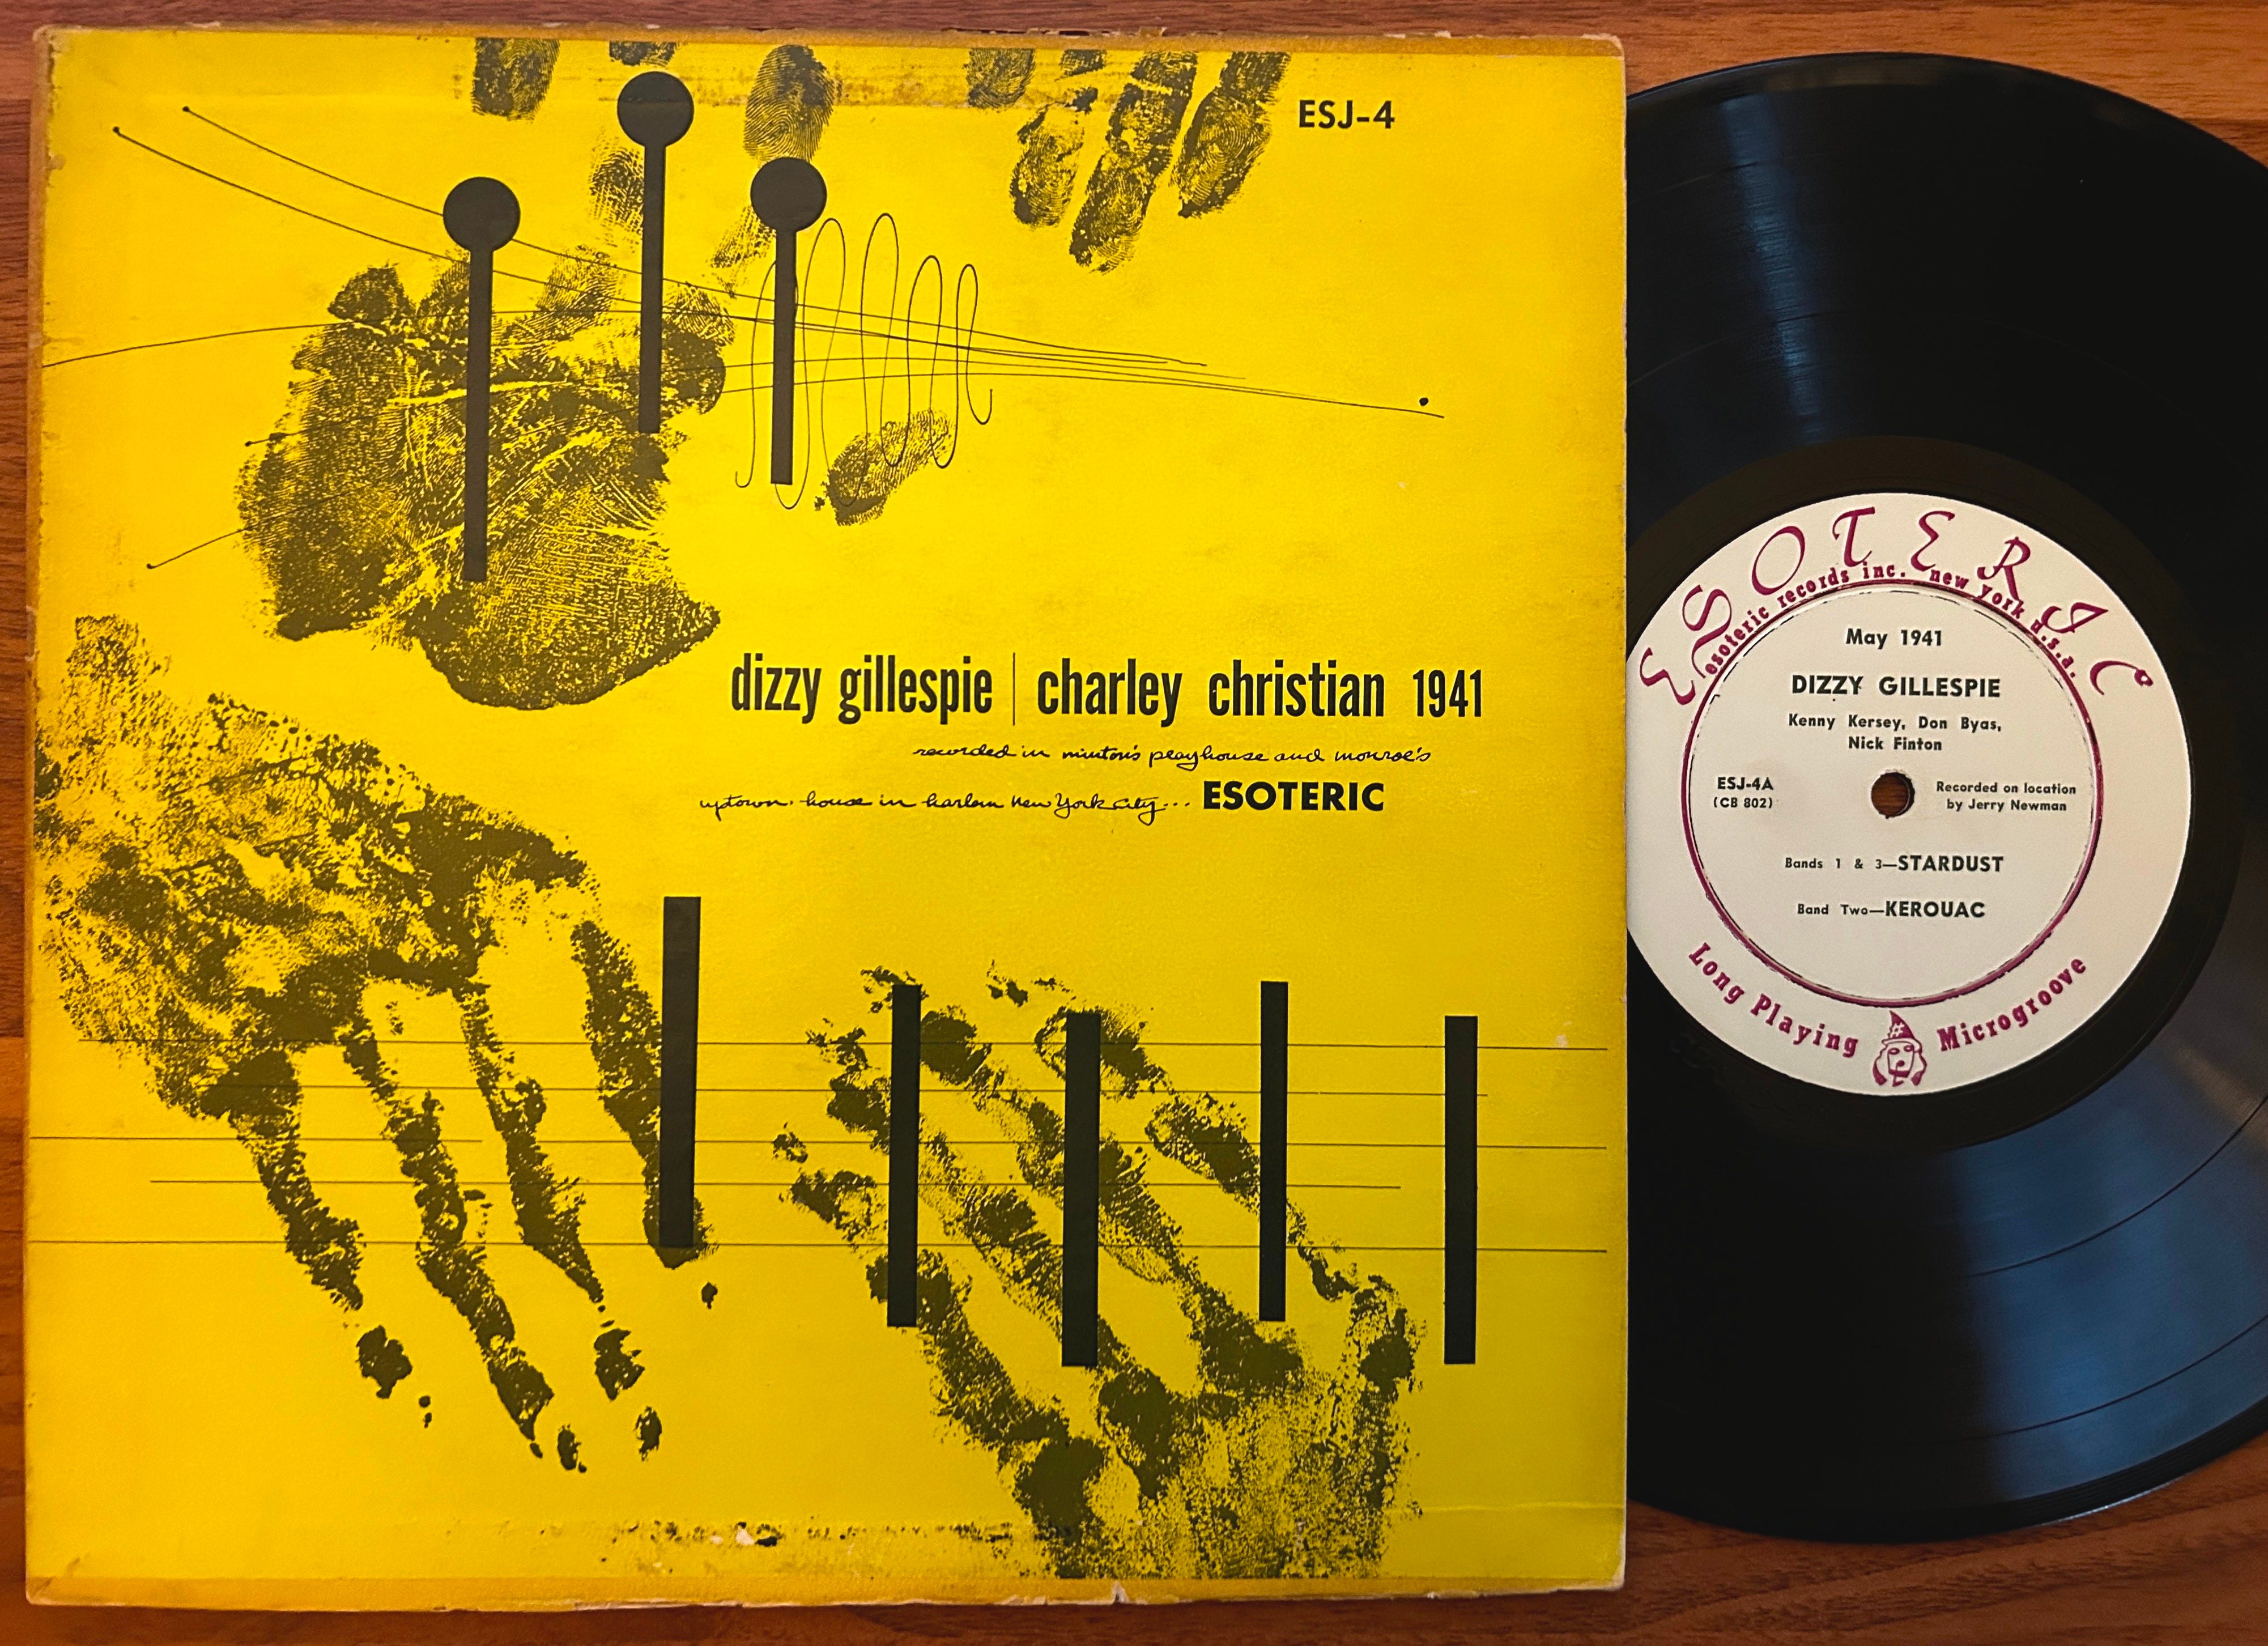 ESJ-4
dizzy gillespie | charley christian 1941
recorded in minton's playhouse and monroe's
uptown house in harlem new york city... ESOTERIC
ESOTERIC
esoteric records inc. new york u.s.a.
May 1941
DIZZY GILLESPIE
Kenny Kersey, Don Byas,
Nick Finton
ESJ-4A
(CB 802)
Recorded on location
by Jerry Newman
Bands 1 & 3—STARDUST
Band Two—KEROUAC
Long Playing Microgroove